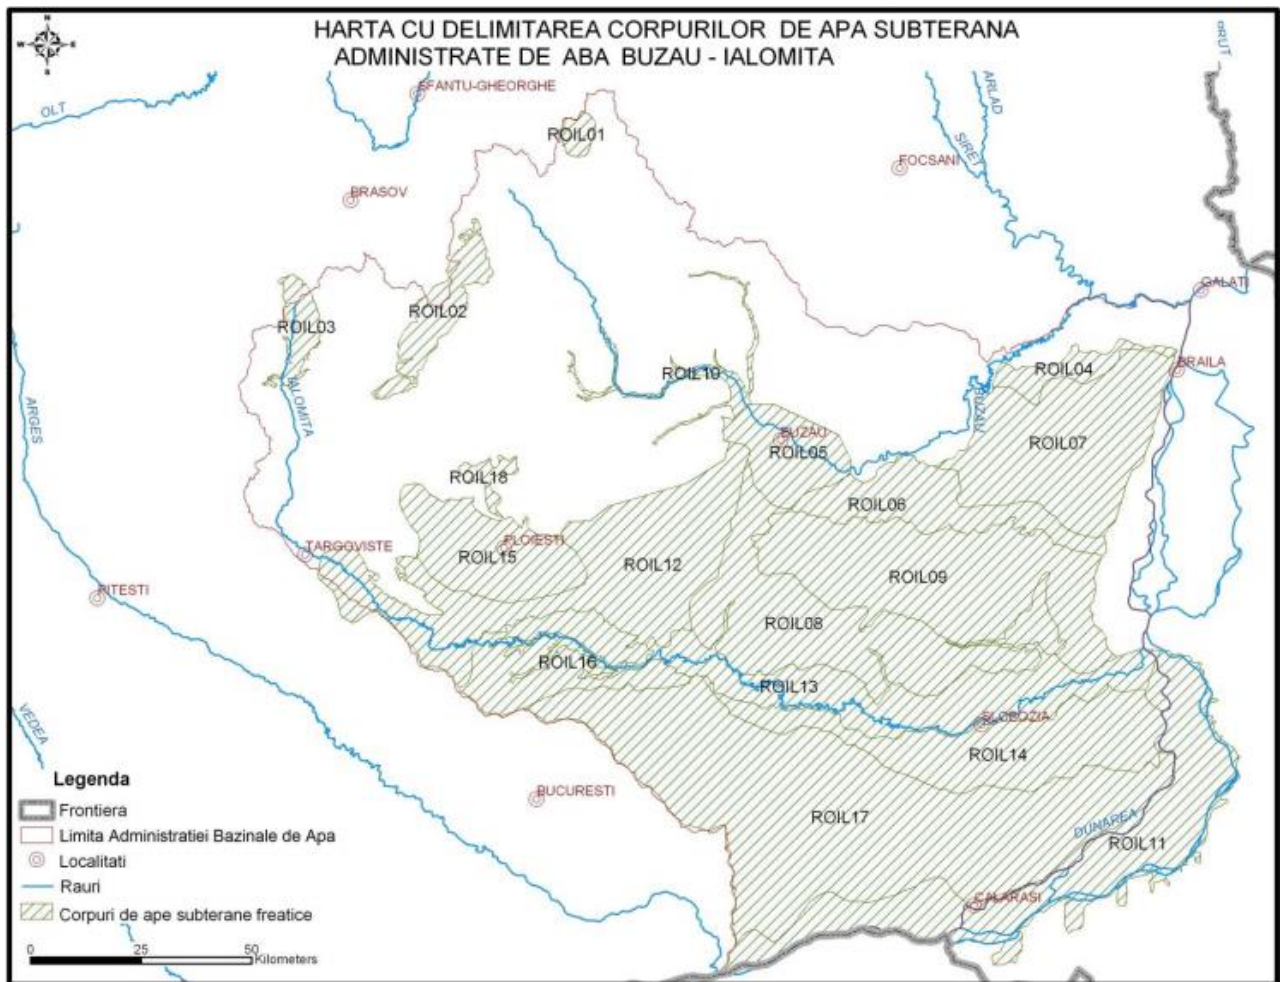 HARTA CU DELIMITAREA CORPURILOR DE APA SUBTERANA
ADMINISTRATE DE ABA BUZAU - IALOMITA
N
W
E
S
PRUT
OLT
SFANTU-GHEORGHE
ARLAD
ROIL01
SIRET
FOCSANI
BRASOV
GALATI
ROIL02
ROIL03
ROIL04
BRAILA
ROIL10
IALOMITA
BUZAU
ARGES
BUZAU
ROIL05
ROIL07
ROIL18
ROIL06
PLOIESTI
TARGOVISTE
ROIL15
ROIL12
ROIL09
PITESTI
ROIL08
ROIL16
ROIL13
SLOBOZIA
VEDEA
ROIL14
Legenda
BUCURESTI
Frontiera
ROIL17
DUNAREA
Limita Administratiei Bazinale de Apa
ROIL11
Localitati
Rauri
CALARASI
Corpuri de ape subterane freatice
0 25 50
Kilometers